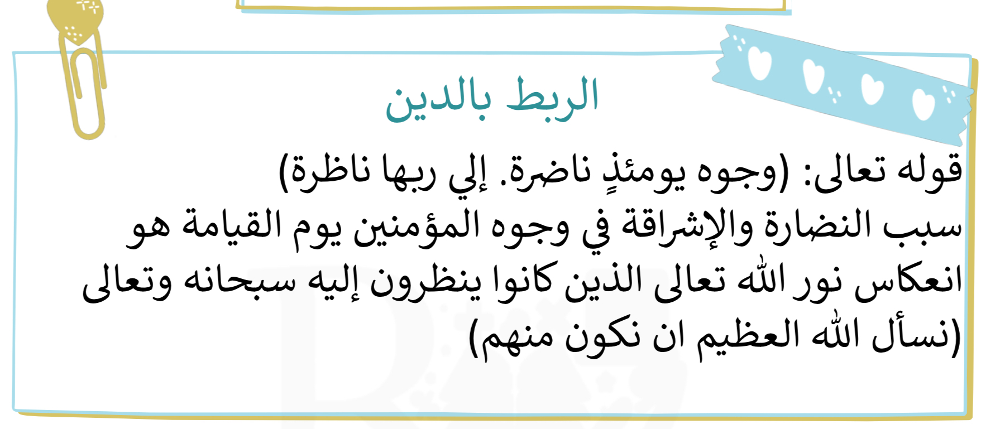 الربط بالدين
قوله تعالى: (وجوه يومئذٍ ناضرة. إلي ربها ناظرة)
سبب النضارة والإشراقة في وجوه المؤمنين يوم القيامة هو
انعكاس نور الله تعالى الذين كانوا ينظرون إليه سبحانه وتعالى
(نسأل الله العظيم ان نكون منهم)